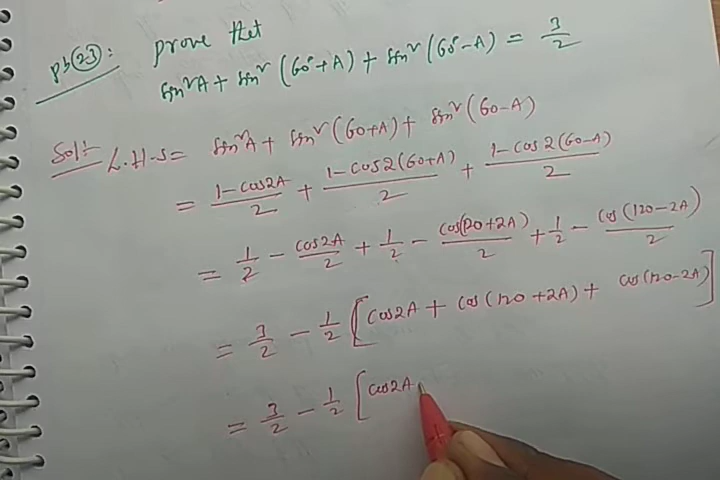 Pb (23): prove that
sin²A + sin²(60°+A) + sin²(60°-A) = 3/2
Sol:- L.H.S = sin²A + sin²(60+A) + sin²(60-A)
= (1-cos2A)/2 + (1-cos2(60+A))/2 + (1-cos2(60-A))/2
= 1/2 - cos2A/2 + 1/2 - cos(120+2A)/2 + 1/2 - cos(120-2A)/2
= 3/2 - 1/2 [cos2A + cos(120+2A) + cos(120-2A)]
= 3/2 - 1/2 [cos2A